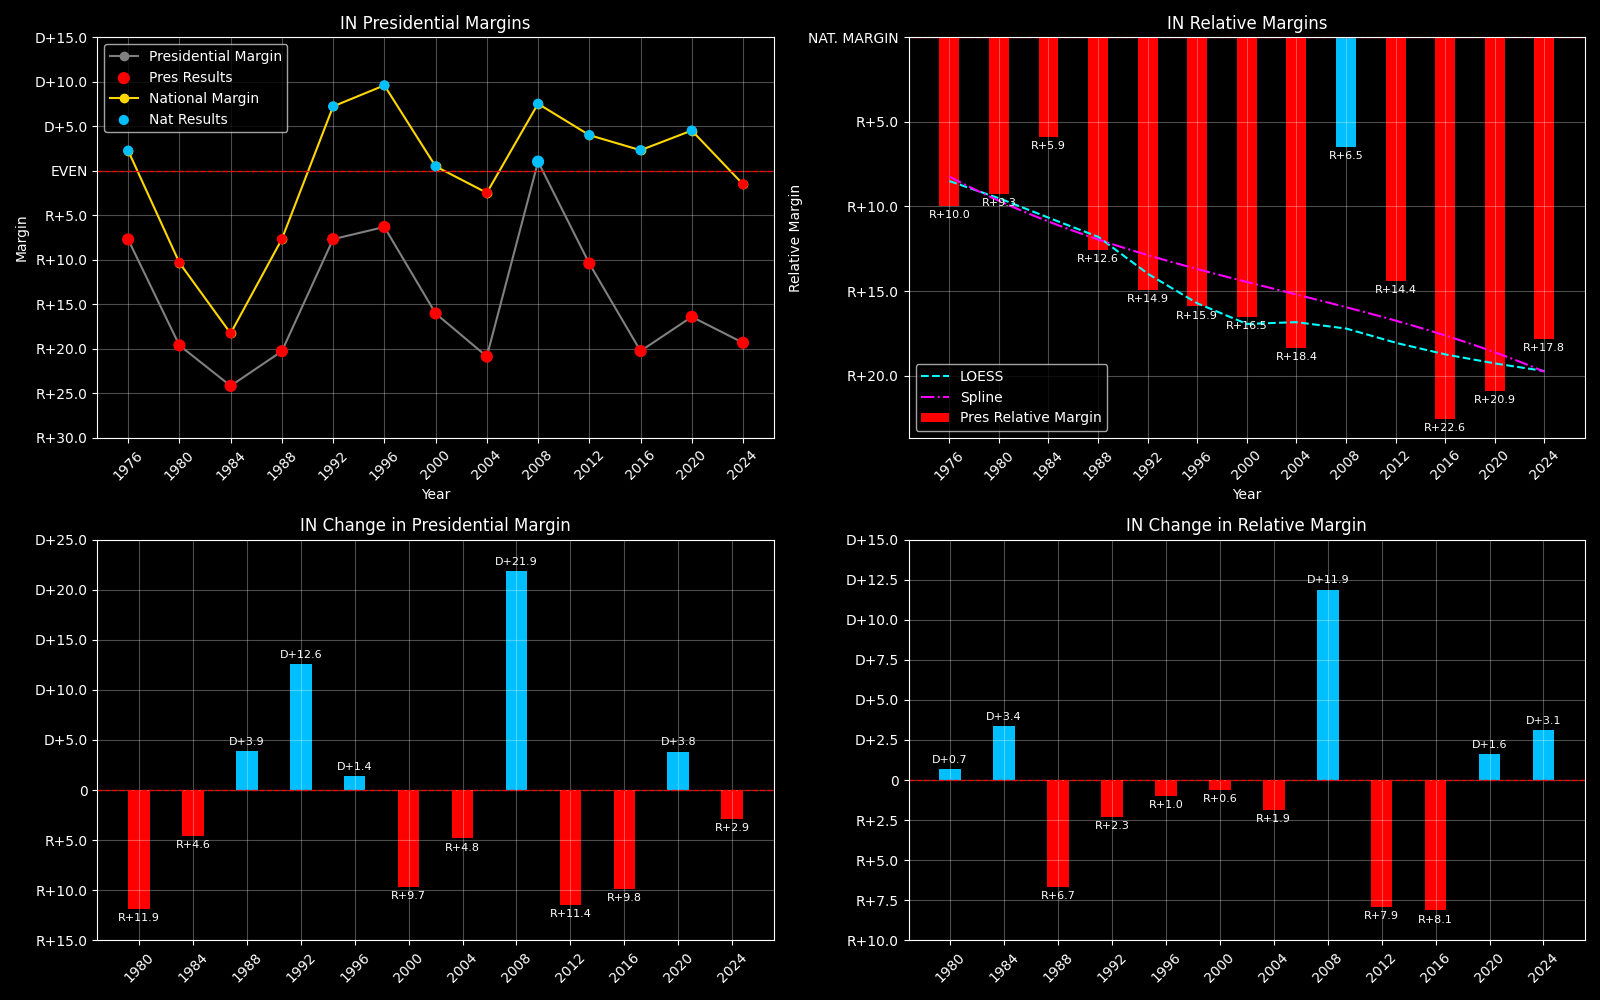 IN Presidential Margins
D+15.0
D+10.0
D+5.0
EVEN
R+5.0
R+10.0
R+15.0
R+20.0
R+25.0
R+30.0
Margin
Presidential Margin
Pres Results
National Margin
Nat Results
1976 1980 1984 1988 1992 1996 2000 2004 2008 2012 2016 2020 2024
Year
IN Relative Margins
NAT. MARGIN
R+5.0
R+10.0
R+15.0
R+20.0
Relative Margin
R+10.0 R+9.3 R+5.9 R+12.6 R+14.9 R+15.9 R+16.5 R+18.4 R+6.5 R+14.4 R+22.6 R+20.9 R+17.8
LOESS
Spline
Pres Relative Margin
1976 1980 1984 1988 1992 1996 2000 2004 2008 2012 2016 2020 2024
Year
IN Change in Presidential Margin
D+25.0
D+20.0
D+15.0
D+10.0
D+5.0
0
R+5.0
R+10.0
R+15.0
R+11.9 R+4.6 D+3.9 D+12.6 D+1.4 R+9.7 R+4.8 D+21.9 R+11.4 R+9.8 D+3.8 R+2.9
1980 1984 1988 1992 1996 2000 2004 2008 2012 2016 2020 2024
IN Change in Relative Margin
D+15.0
D+12.5
D+10.0
D+7.5
D+5.0
D+2.5
0
R+2.5
R+5.0
R+7.5
R+10.0
D+0.7 D+3.4 R+6.7 R+2.3 R+1.0 R+0.6 R+1.9 D+11.9 R+7.9 R+8.1 D+1.6 D+3.1
1980 1984 1988 1992 1996 2000 2004 2008 2012 2016 2020 2024